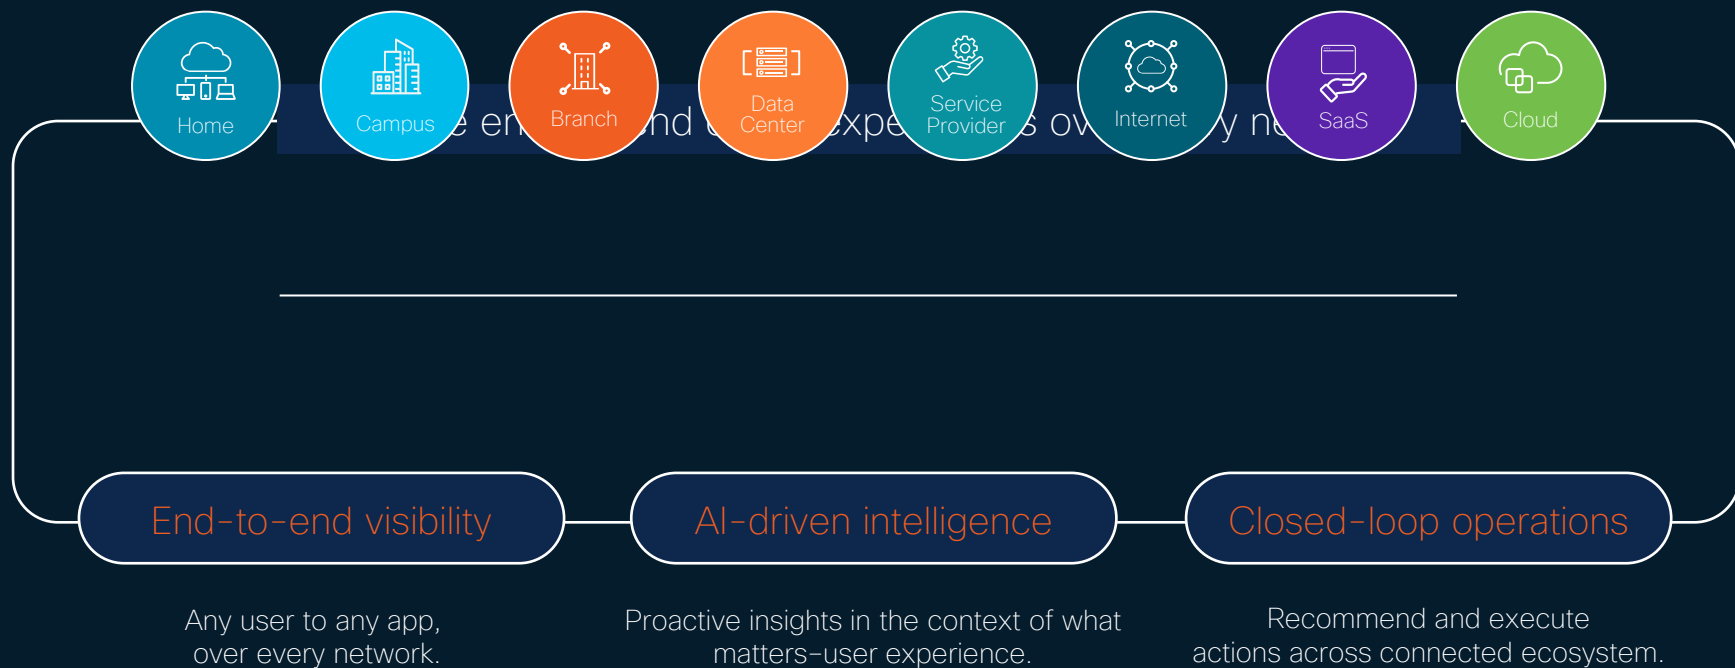 Home
Campus
Branch
Data
Center
Service
Provider
Internet
SaaS
Cloud
End-to-end visibility
AI-driven intelligence
Closed-loop operations
Any user to any app,
over every network.
Proactive insights in the context of what
matters-user experience.
Recommend and execute
actions across connected ecosystem.